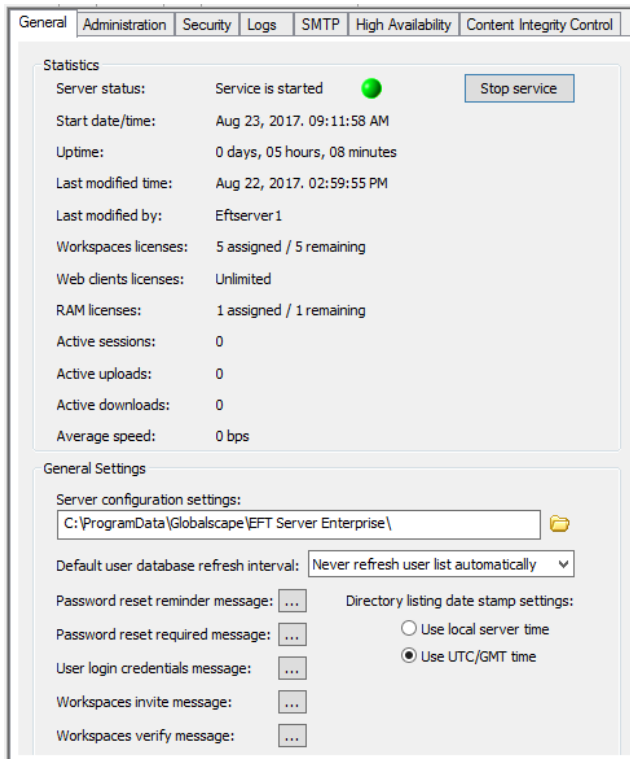 General Administration Security Logs SMTP High Availability Content Integrity Control
Statistics
Server status: Service is started Stop service
Start date/time: Aug 23, 2017. 09:11:58 AM
Uptime: 0 days, 05 hours, 08 minutes
Last modified time: Aug 22, 2017. 02:59:55 PM
Last modified by: Eftserver1
Workspaces licenses: 5 assigned / 5 remaining
Web clients licenses: Unlimited
RAM licenses: 1 assigned / 1 remaining
Active sessions: 0
Active uploads: 0
Active downloads: 0
Average speed: 0 bps
General Settings
Server configuration settings:
C:\ProgramData\Globalscape\EFT Server Enterprise\
Default user database refresh interval: Never refresh user list automatically
Password reset reminder message: ... Directory listing date stamp settings:
Password reset required message: ... Use local server time
User login credentials message: ... Use UTC/GMT time
Workspaces invite message: ...
Workspaces verify message: ...